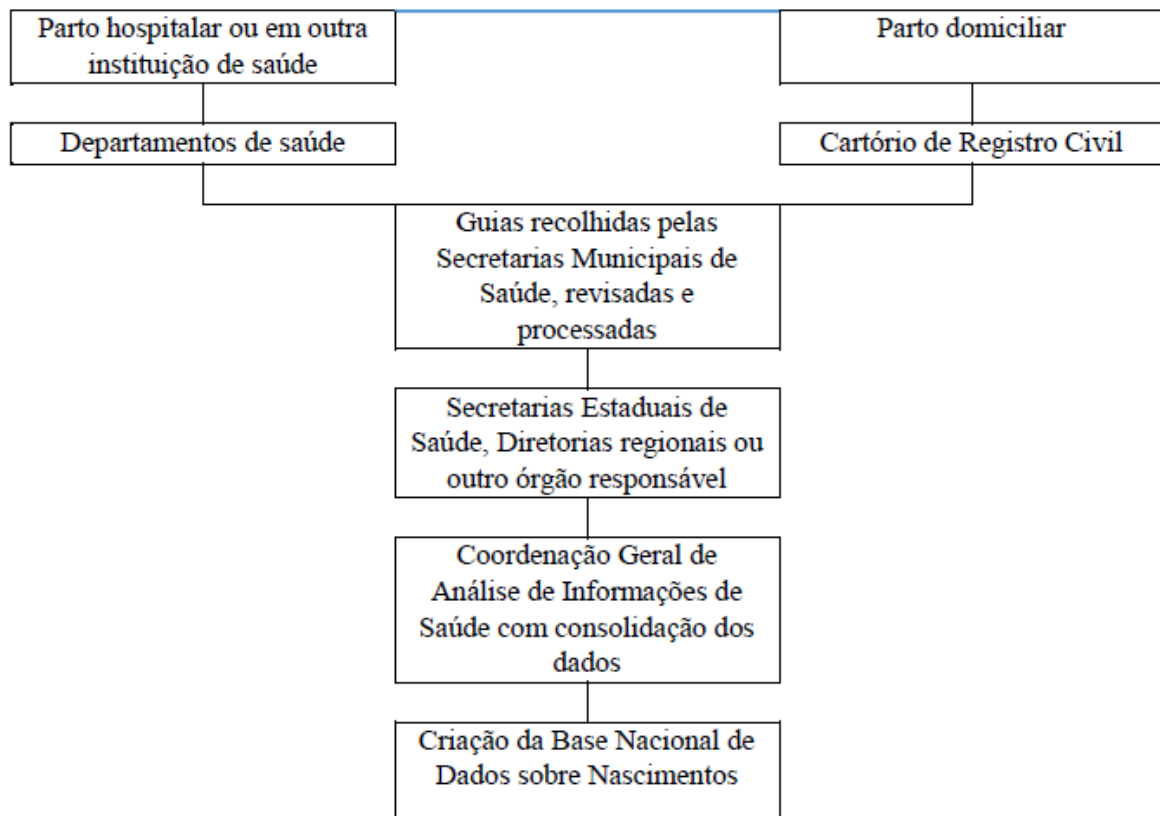 Parto hospitalar ou em outra
instituição de saúde
Parto domiciliar
Departamentos de saúde
Cartório de Registro Civil
Guias recolhidas pelas
Secretarias Municipais de
Saúde, revisadas e
processadas
Secretarias Estaduais de
Saúde, Diretorias regionais ou
outro órgão responsável
Coordenação Geral de
Análise de Informações de
Saúde com consolidação dos
dados
Criação da Base Nacional de
Dados sobre Nascimentos